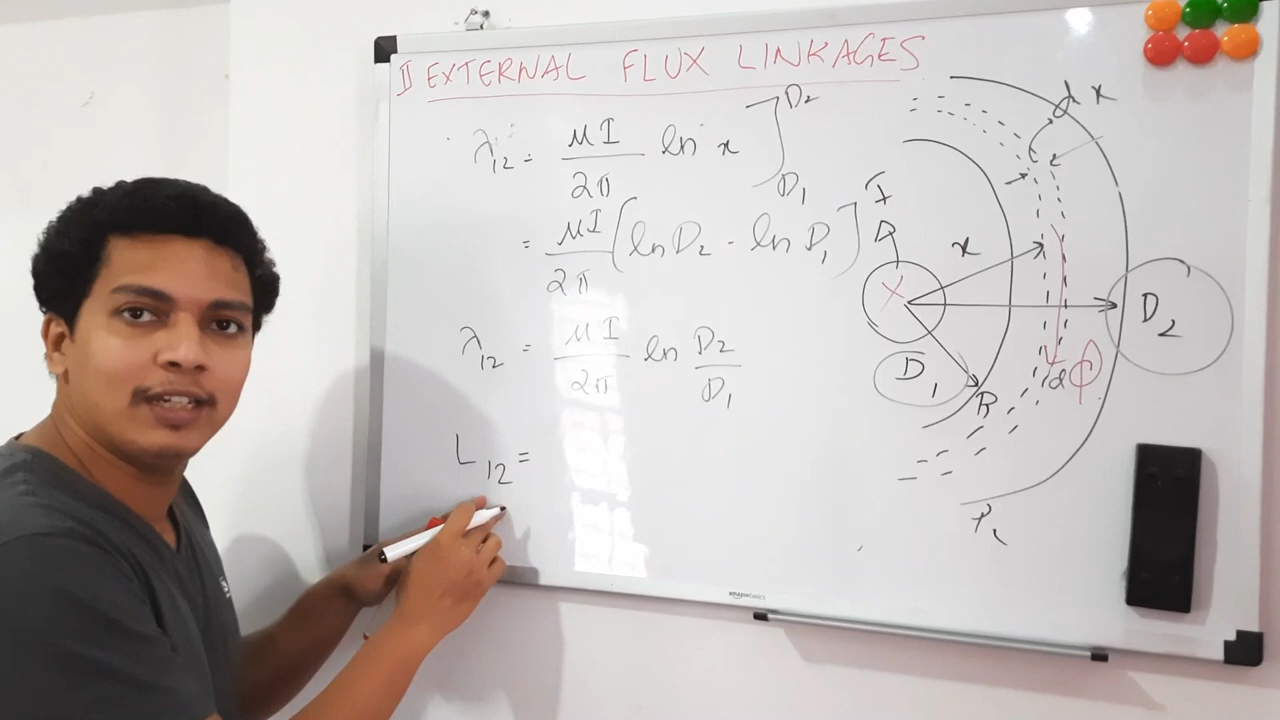 II EXTERNAL FLUX LINKAGES
λ12 = μI/2π ln x ]D2 D1
= μI/2π (ln D2 - ln D1]
λ12 = μI/2π ln D2/D1
L12 =
dx
I
x
D1
D2
dϕ
P2
amazonbasics